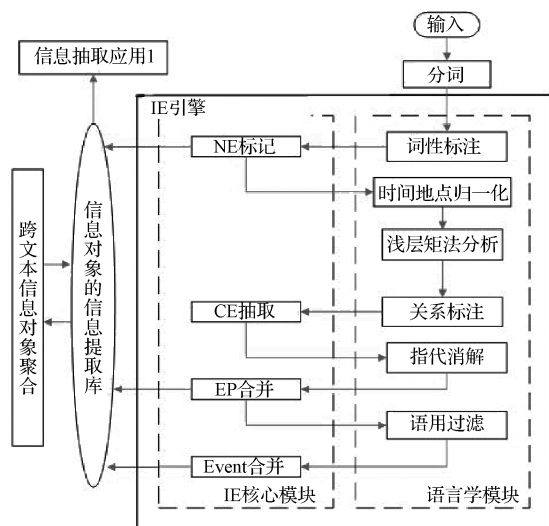 输入
信息抽取应用1
分词
IE引擎
NE标记
词性标注
时间地点归一化
浅层矩法分析
跨文本信息对象聚合
信息对象的信息提取库
CE抽取
关系标注
指代消解
EP合并
语用过滤
Event合并
IE核心模块
语言学模块